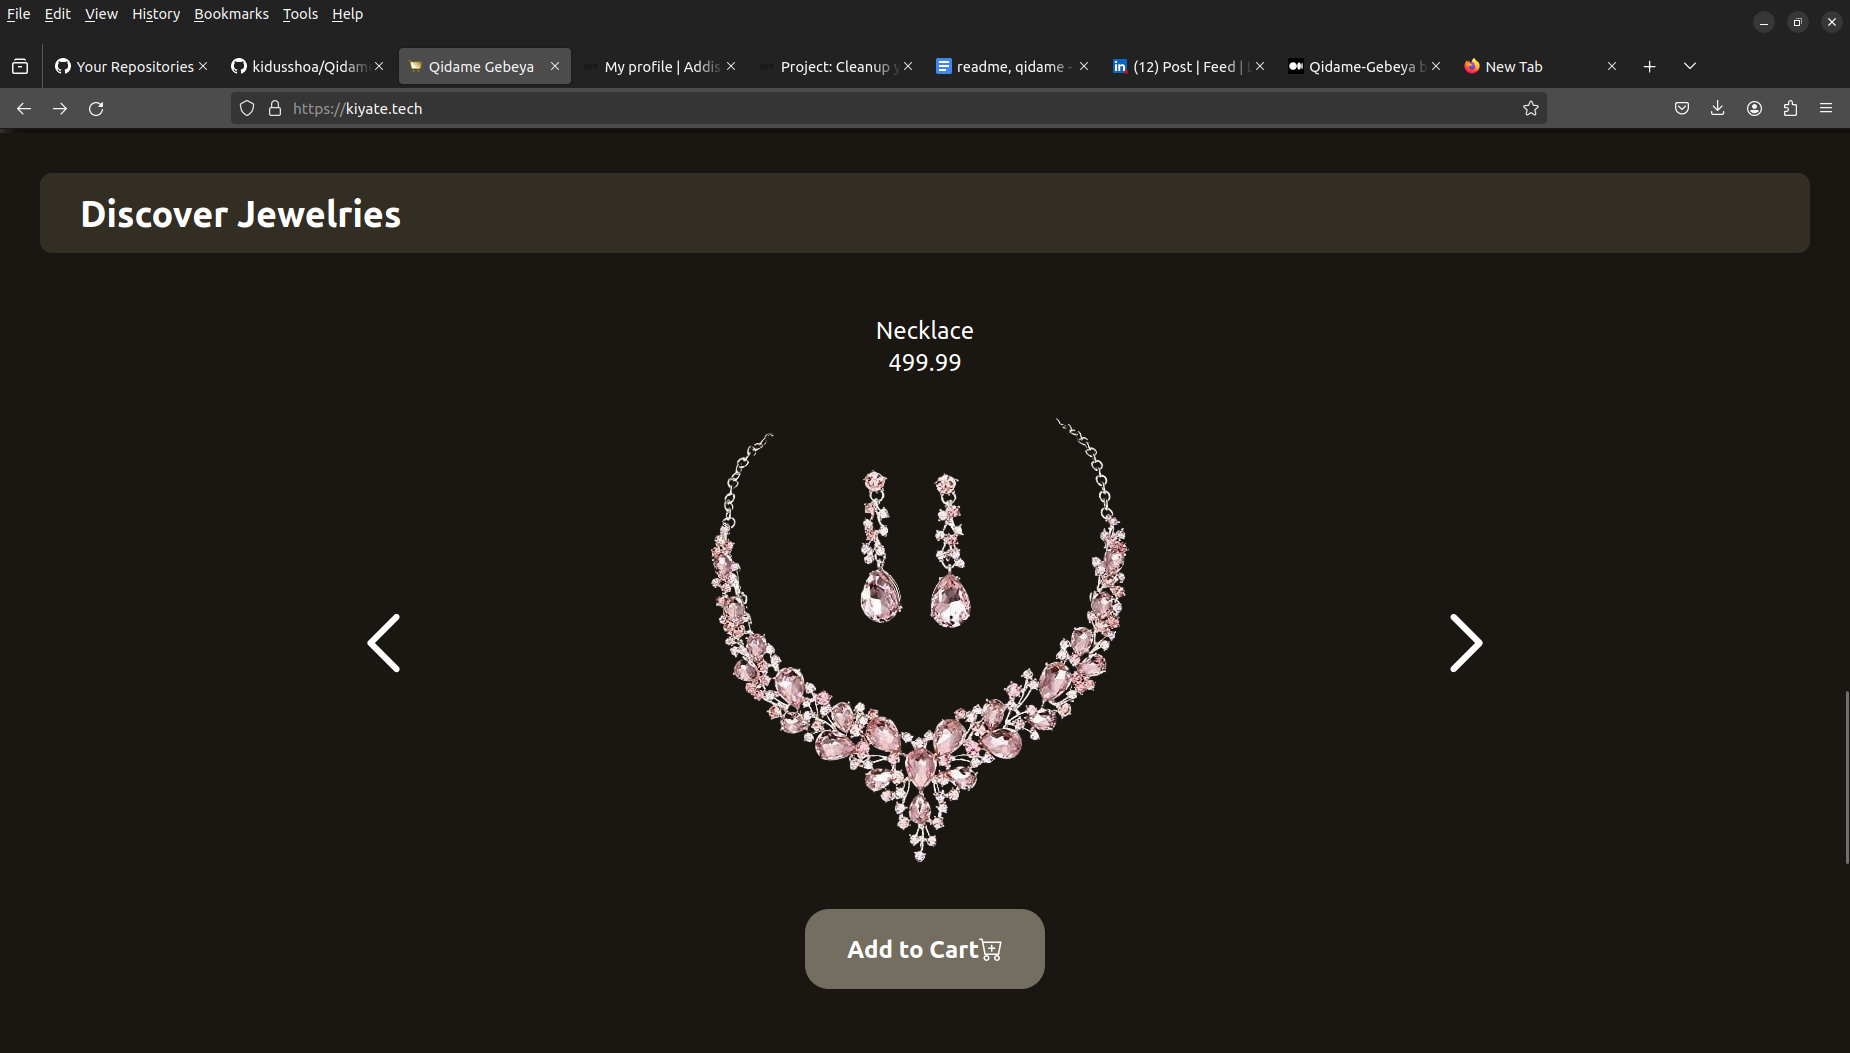 File Edit View History Bookmarks Tools Help
Your Repositories
kidusshoa/Qidam
Qidame Gebeya
My profile | Addis
Project: Cleanup
readme, qidame -
(12) Post | Feed |
Qidame-Gebeya b
New Tab
https://kiyate.tech
Discover Jewelries
Necklace
499.99
Add to Cart